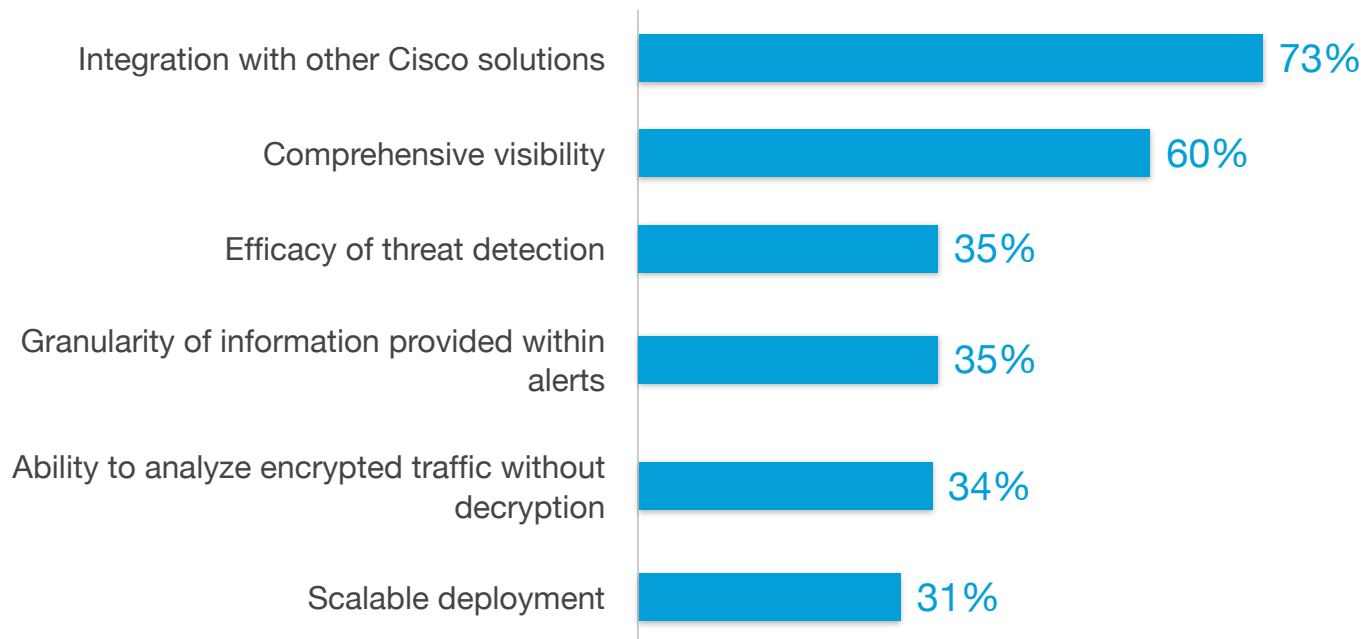 Integration with other Cisco solutions
73%
Comprehensive visibility
60%
Efficacy of threat detection
35%
Granularity of information provided within
alerts
35%
Ability to analyze encrypted traffic without
decryption
34%
Scalable deployment
31%